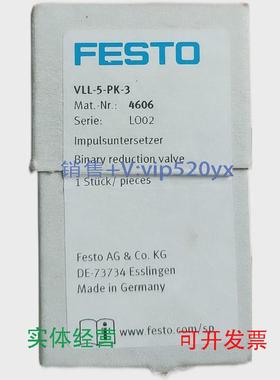 FESTO
VLL-5-PK-3
Mat.-Nr.: 4606
Serie: LO02
Impulsuntersetzer
销售+V:vip520yx
Binary reduction valve
1 Stück/ pieces
Festo AG & Co. KG
DE-73734 Esslingen
Made in Germany
www.festo.com/sp
实体经营 可开发票